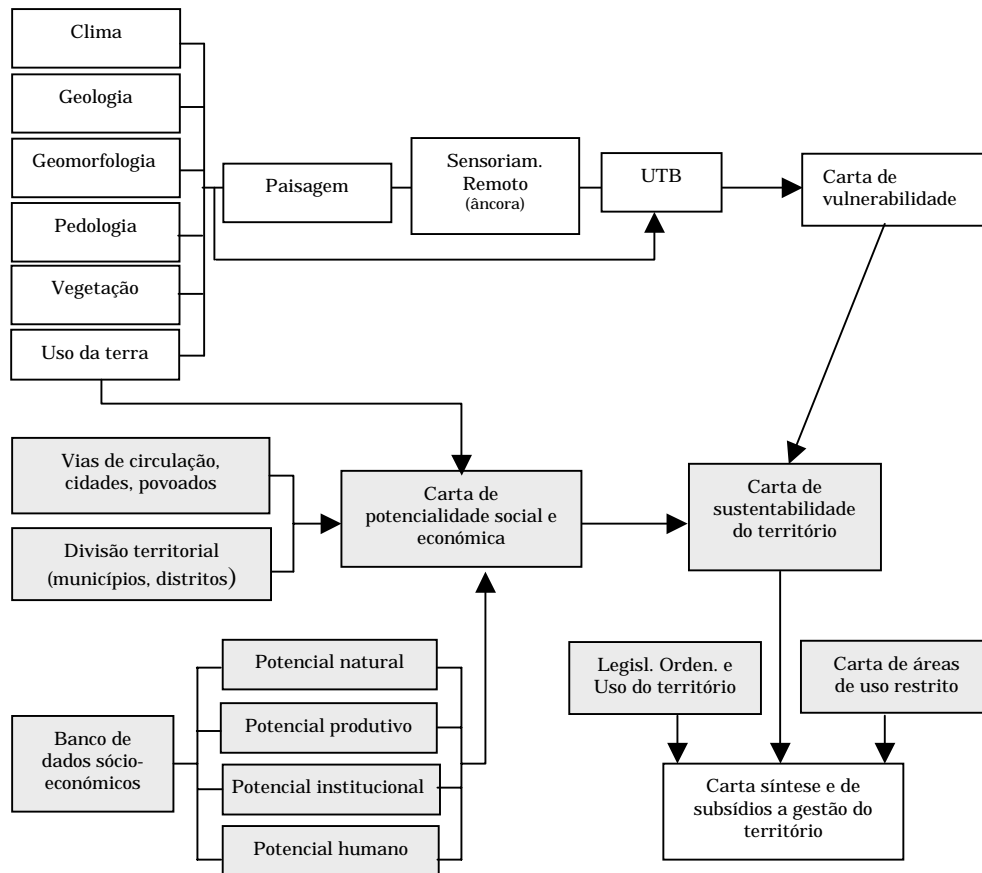 Clima
Geologia
Geomorfologia
Pedologia
Vegetação
Uso da terra
Paisagem
Sensoriam.
Remoto
(âncora)
UTB
Carta de
vulnerabilidade
Vias de circulação,
cidades, povoados
Divisão territorial
(municípios, distritos)
Carta de
potencialidade social e
económica
Carta de
sustentabilidade
do território
Banco de
dados sócio-
económicos
Potencial natural
Potencial produtivo
Potencial institucional
Potencial humano
Legisl. Orden. e
Uso do território
Carta de áreas
de uso restrito
Carta síntese e de
subsídios a gestão do
território